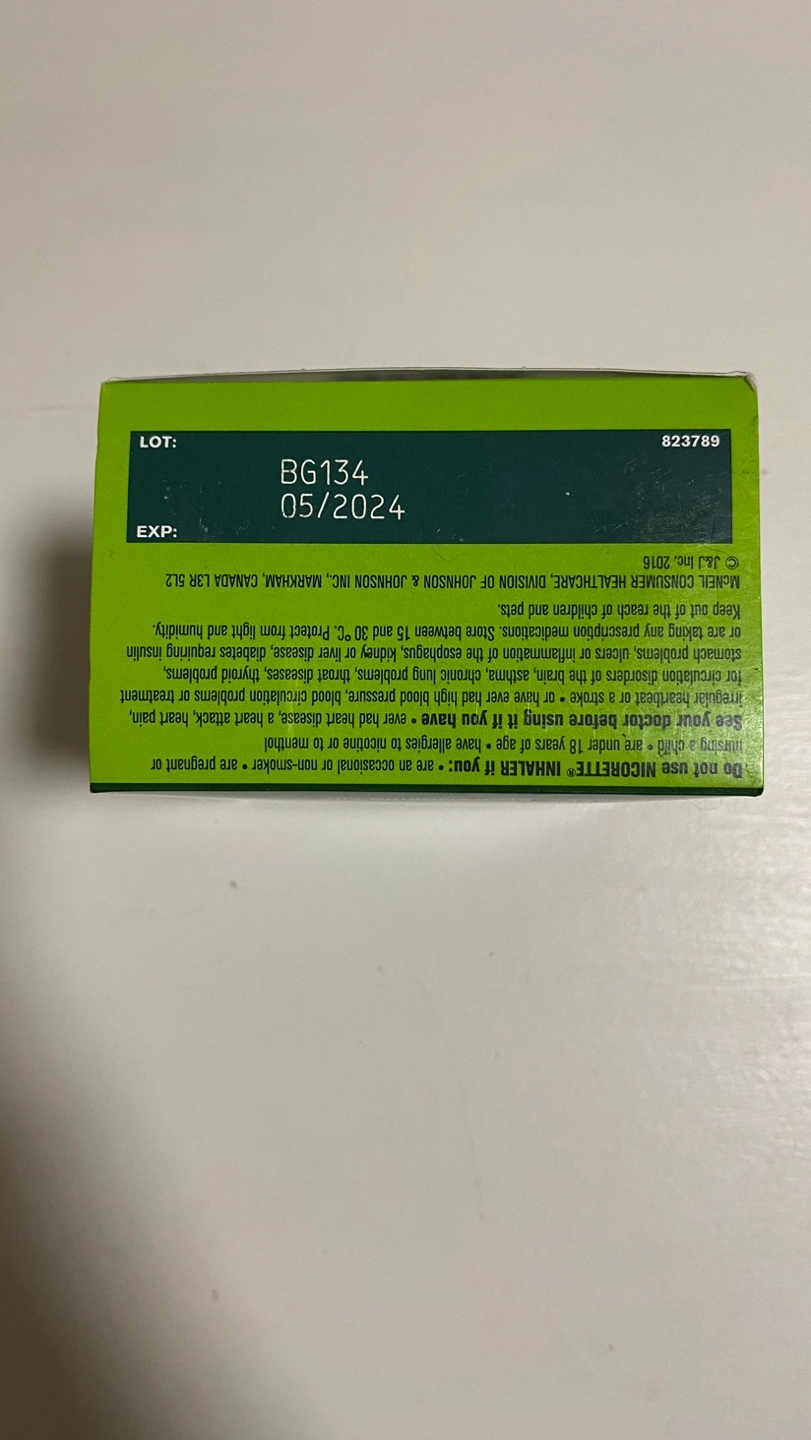 LOT:
823789
BG134
05/2024
EXP:
Do not use NICORETTE® INHALER if you: • are an occasional or non-smoker • are pregnant or
nursing a child • are under 18 years of age • have allergies to nicotine or to menthol
See your doctor before using it if you have • ever had heart disease, a heart attack, heart pain,
irregular heartbeat or a stroke • or have ever had high blood pressure, blood circulation problems or treatment
for circulation disorders of the brain, asthma, chronic lung problems, throat diseases, thyroid problems,
stomach problems, ulcers or inflammation of the esophagus, kidney or liver disease, diabetes requiring insulin
or are taking any prescription medications. Store between 15 and 30 °C. Protect from light and humidity.
Keep out of the reach of children and pets.
McNEIL CONSUMER HEALTHCARE, DIVISION OF JOHNSON & JOHNSON INC., MARKHAM, CANADA L3R 5L2
© J&J Inc. 2016